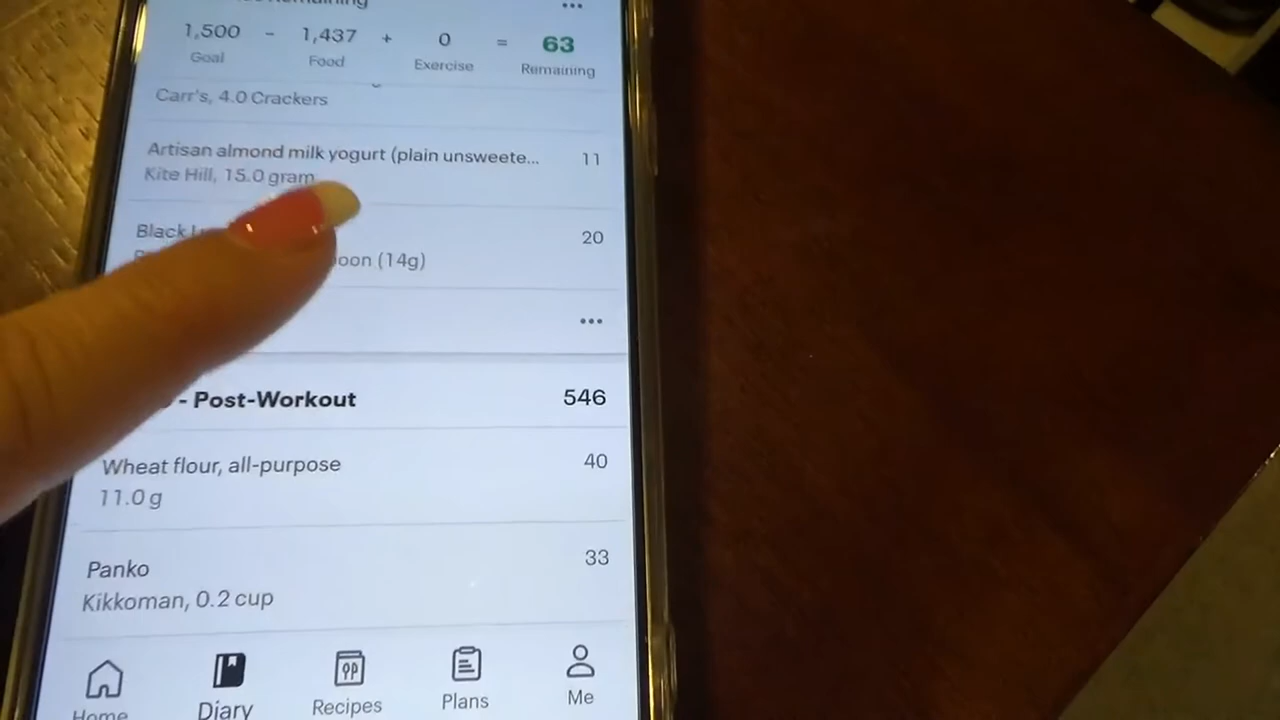 1,500 - 1,437 + 0 = 63
Goal Food Exercise Remaining
Carr's, 4.0 Crackers
Artisan almond milk yogurt (plain unsweete... 11
Kite Hill, 15.0 gram
Black 20
(14g)
...
- Post-Workout 546
Wheat flour, all-purpose 40
11.0 g
Panko 33
Kikkoman, 0.2 cup
Home Diary Recipes Plans Me